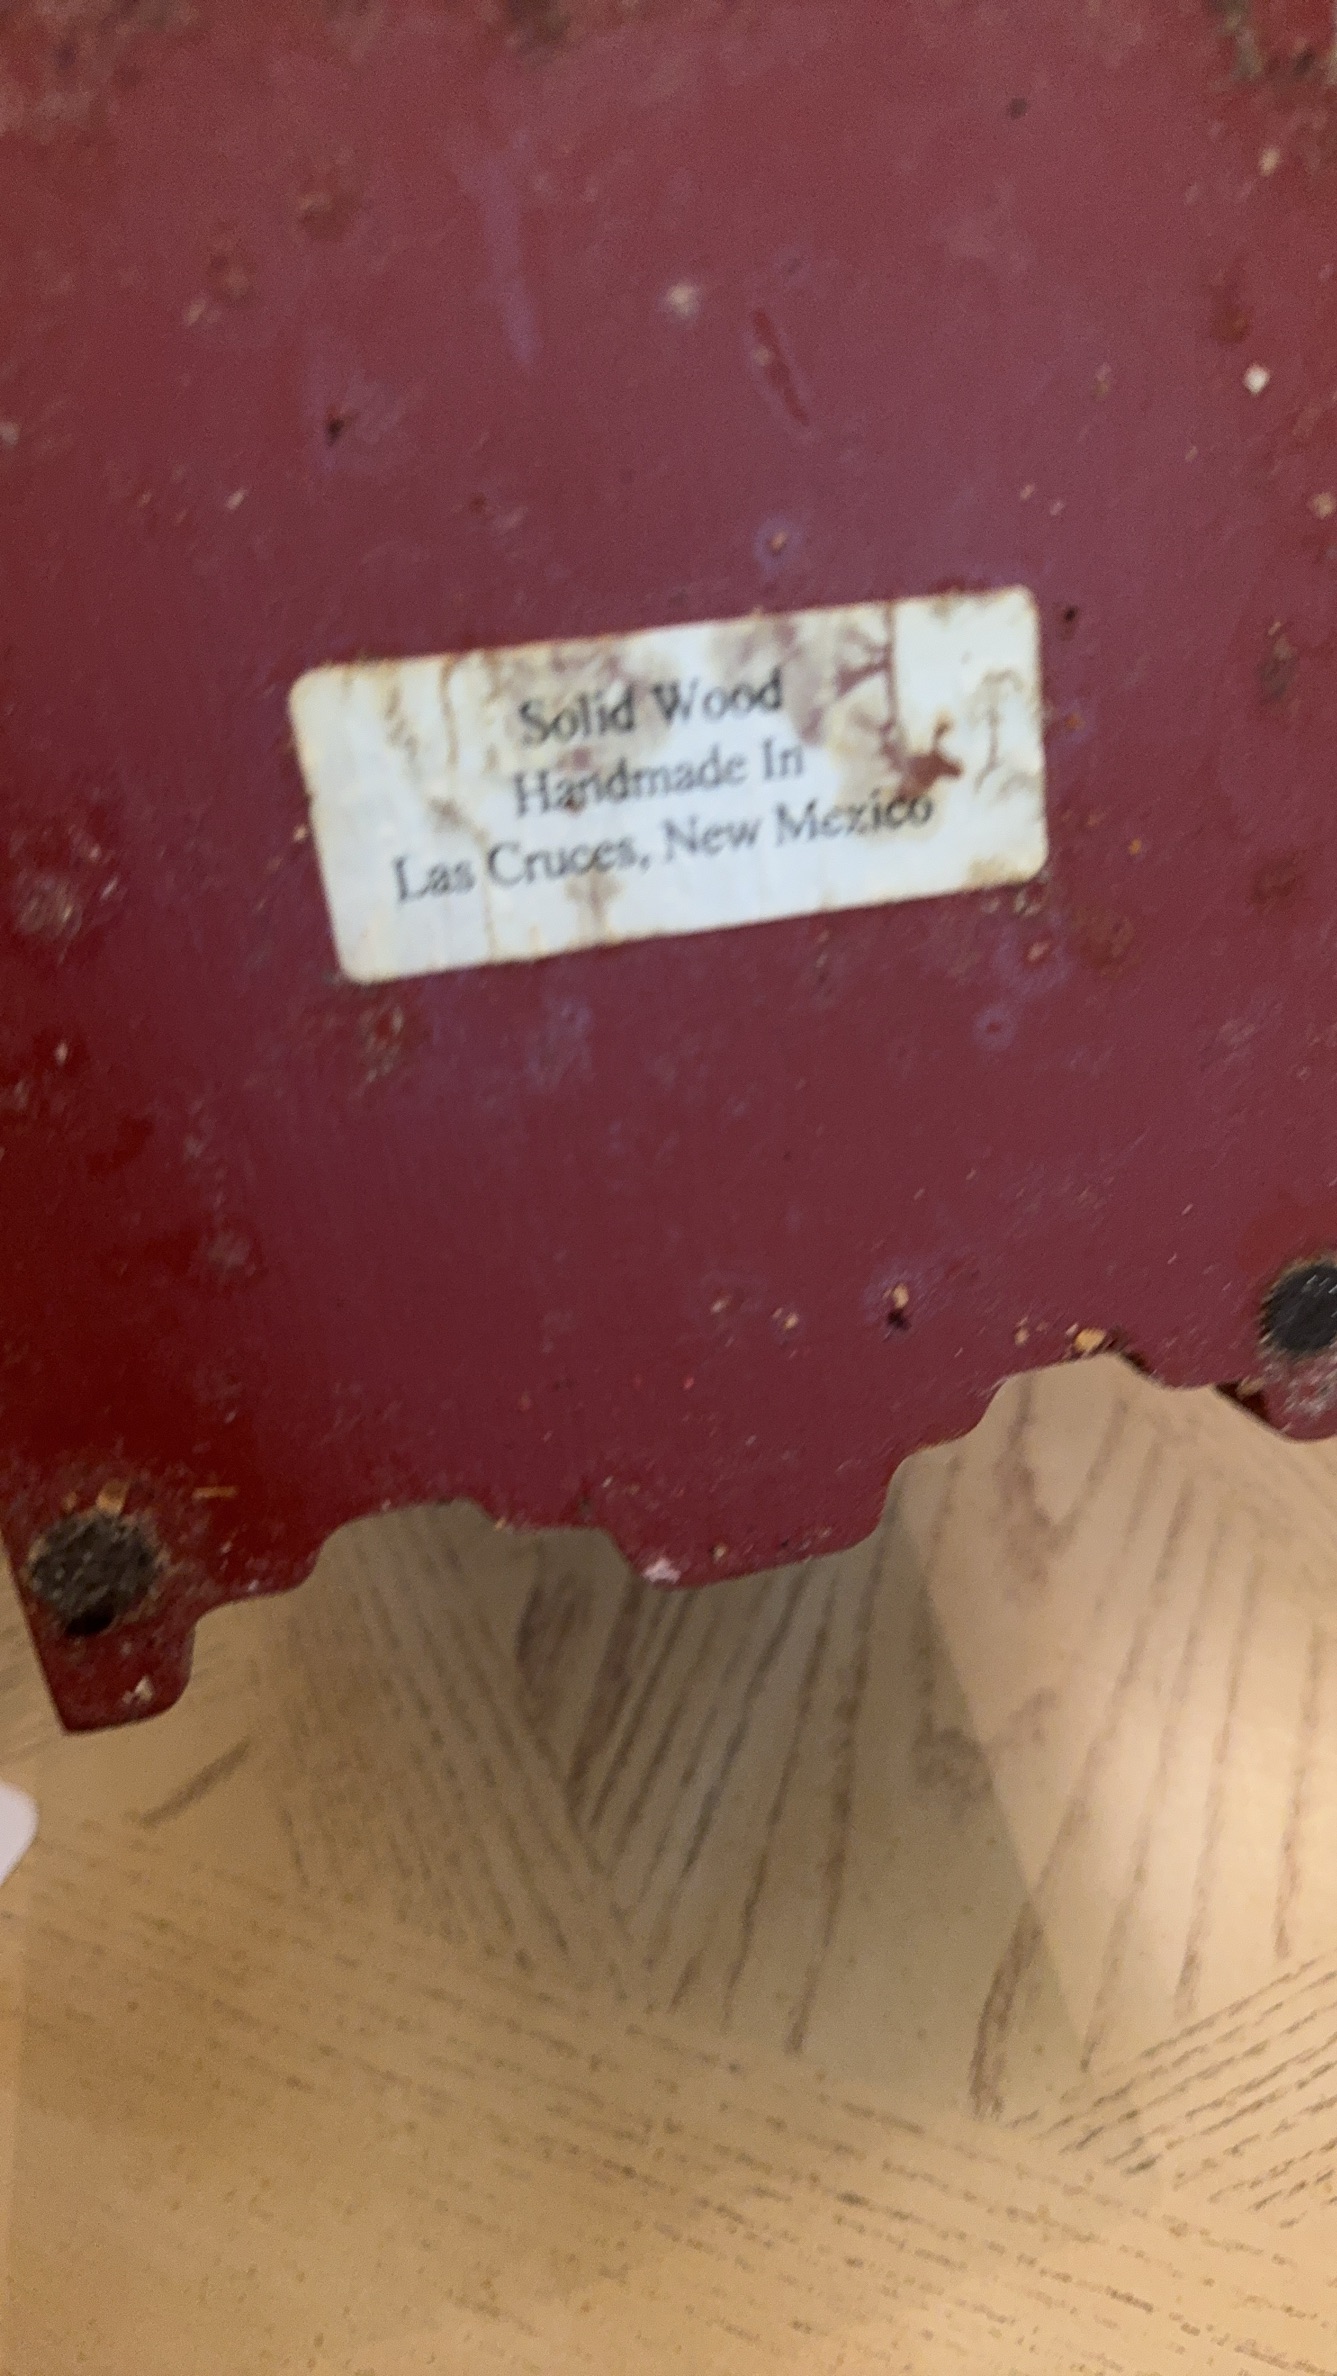 Solid Wood
Handmade In
Las Cruces, New Mexico